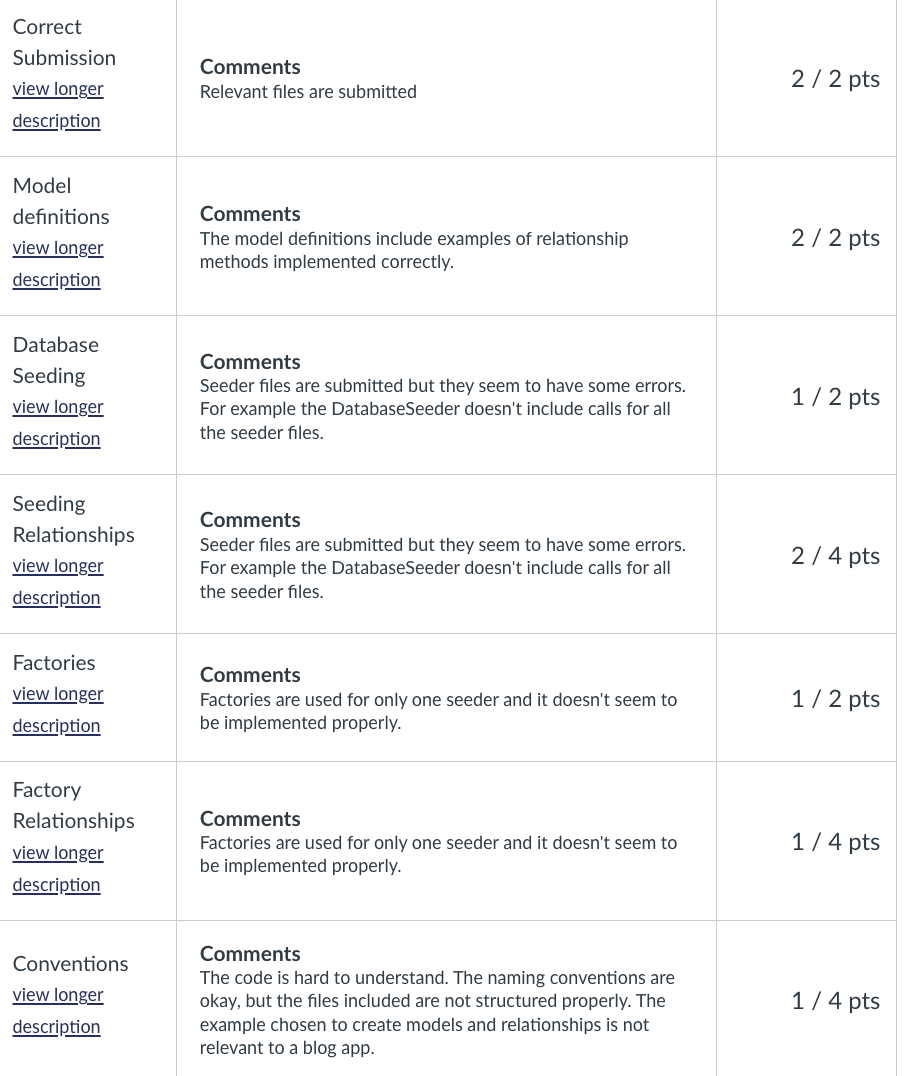 Correct
Submission
view longer
description
Comments
Relevant files are submitted
2 / 2 pts
Model
definitions
view longer
description
Comments
The model definitions include examples of relationship
methods implemented correctly.
2 / 2 pts
Database
Seeding
view longer
description
Comments
Seeder files are submitted but they seem to have some errors.
For example the DatabaseSeeder doesn't include calls for all
the seeder files.
1 / 2 pts
Seeding
Relationships
view longer
description
Comments
Seeder files are submitted but they seem to have some errors.
For example the DatabaseSeeder doesn't include calls for all
the seeder files.
2 / 4 pts
Factories
view longer
description
Comments
Factories are used for only one seeder and it doesn't seem to
be implemented properly.
1 / 2 pts
Factory
Relationships
view longer
description
Comments
Factories are used for only one seeder and it doesn't seem to
be implemented properly.
1 / 4 pts
Conventions
view longer
description
Comments
The code is hard to understand. The naming conventions are
okay, but the files included are not structured properly. The
example chosen to create models and relationships is not
relevant to a blog app.
1 / 4 pts